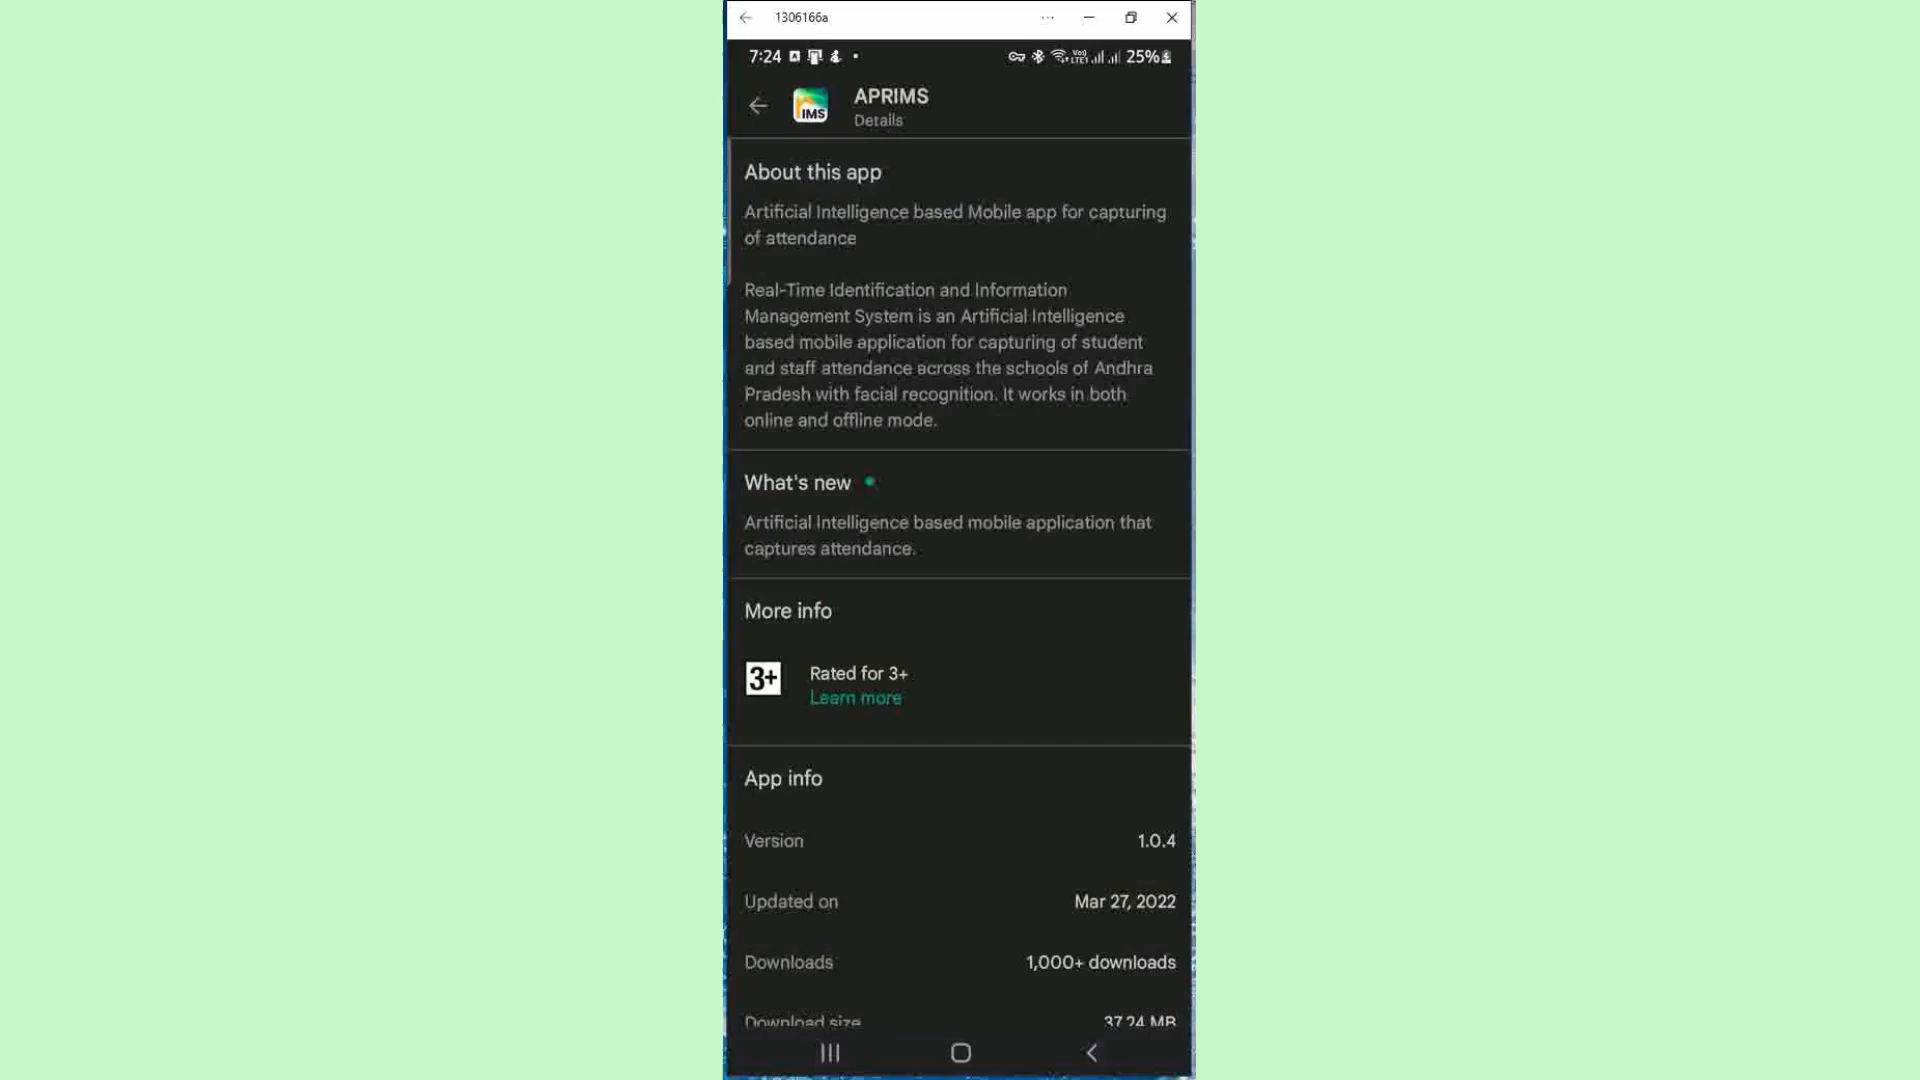 1306166a
7:24
25%
IMS
APRIMS
Details
About this app
Artificial Intelligence based Mobile app for capturing
of attendance
Real-Time Identification and Information
Management System is an Artificial Intelligence
based mobile application for capturing of student
and staff attendance across the schools of Andhra
Pradesh with facial recognition. It works in both
online and offline mode.
What's new
Artificial Intelligence based mobile application that
captures attendance.
More info
3+
Rated for 3+
Learn more
App info
Version 1.0.4
Updated on Mar 27, 2022
Downloads 1,000+ downloads
Download size 37.24 MB